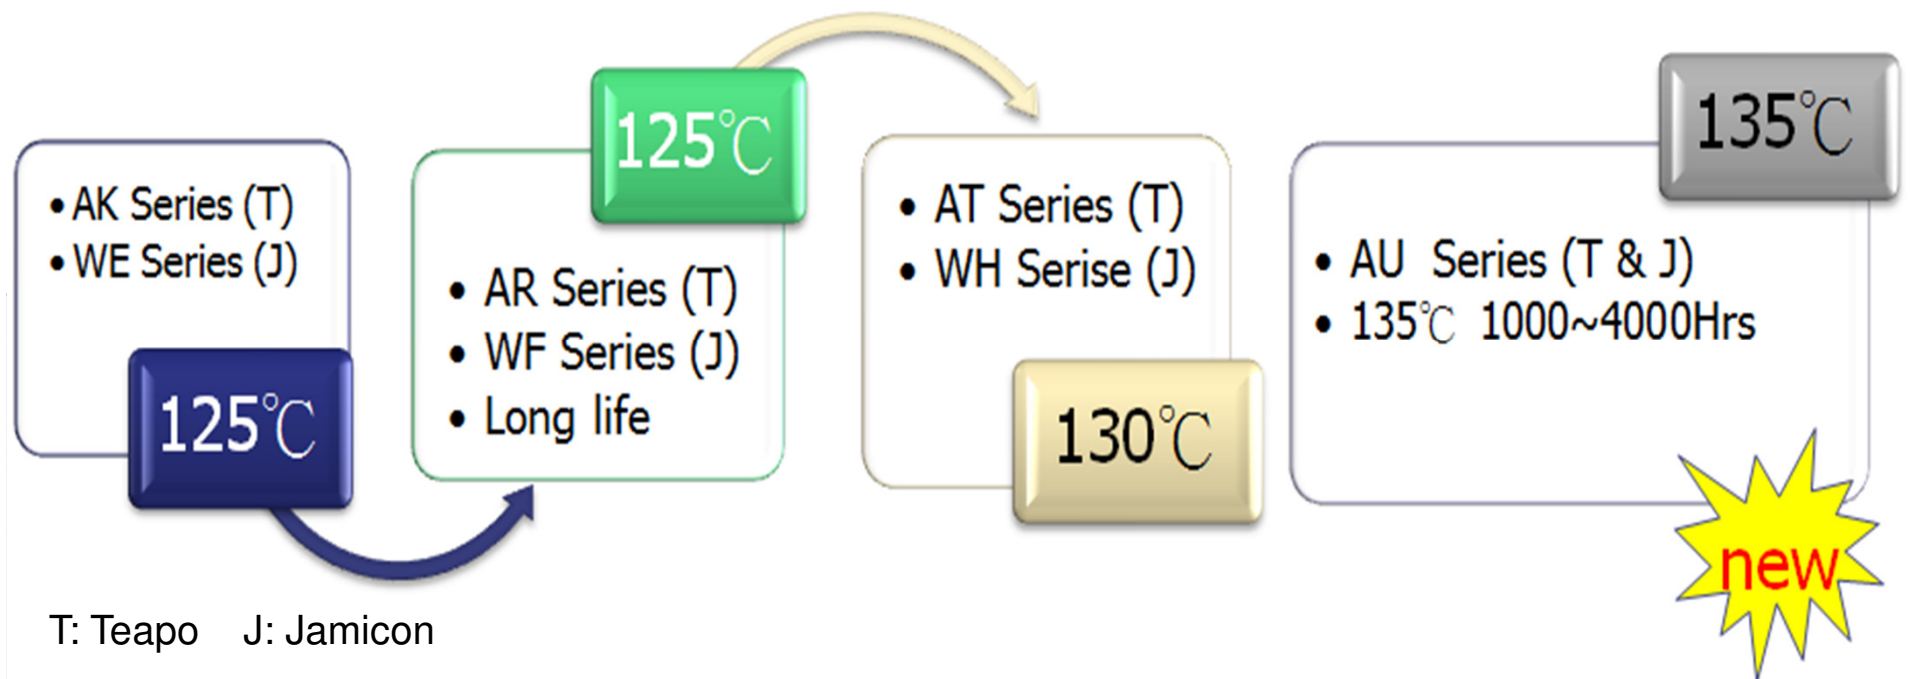 • AK Series (T)
• WE Series (J)
125℃
125℃
• AR Series (T)
• WF Series (J)
• Long life
• AT Series (T)
• WH Serise (J)
130℃
135℃
• AU Series (T & J)
• 135℃ 1000~4000Hrs
new
T: Teapo J: Jamicon